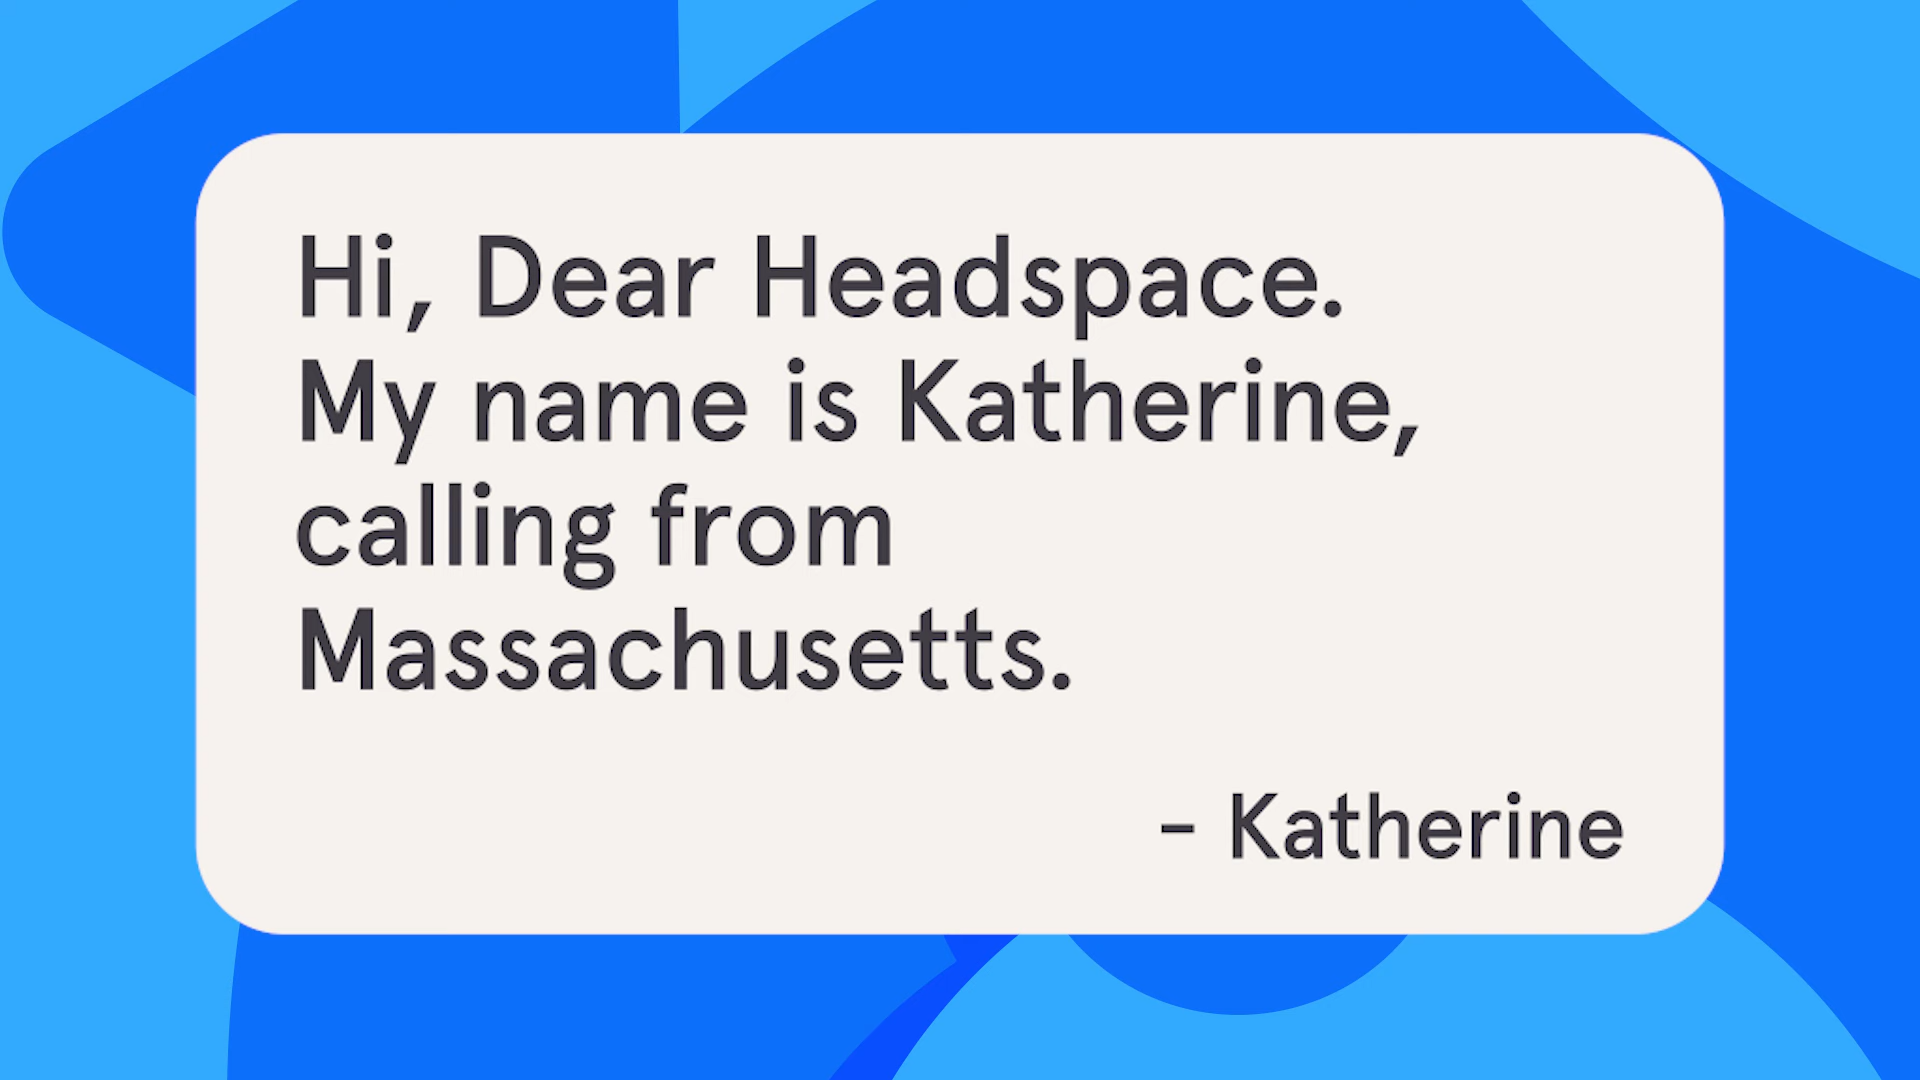 Hi, Dear Headspace.
My name is Katherine,
calling from
Massachusetts.
- Katherine